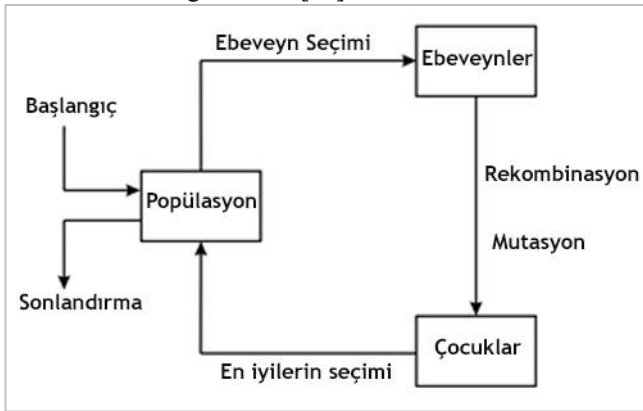 Ebeveyn Seçimi
Ebeveynler
Başlangıç
Popülasyon
Rekombinasyon
Mutasyon
Sonlandırma
Çocuklar
En iyilerin seçimi